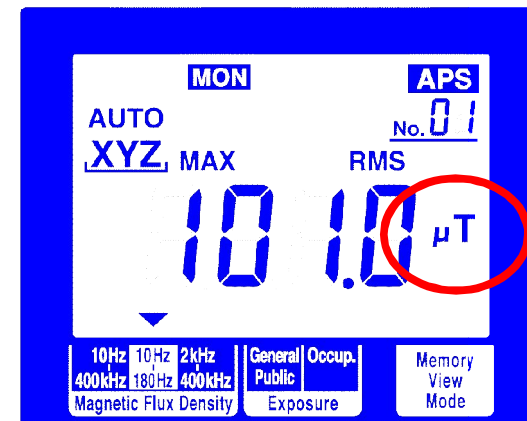 MON APS
AUTO No. 01
XYZ MAX RMS
101.0 µT
10Hz 10Hz 2kHz General Occup.
400kHz 180Hz 400kHz Public
Magnetic Flux Density Exposure
Memory
View
Mode